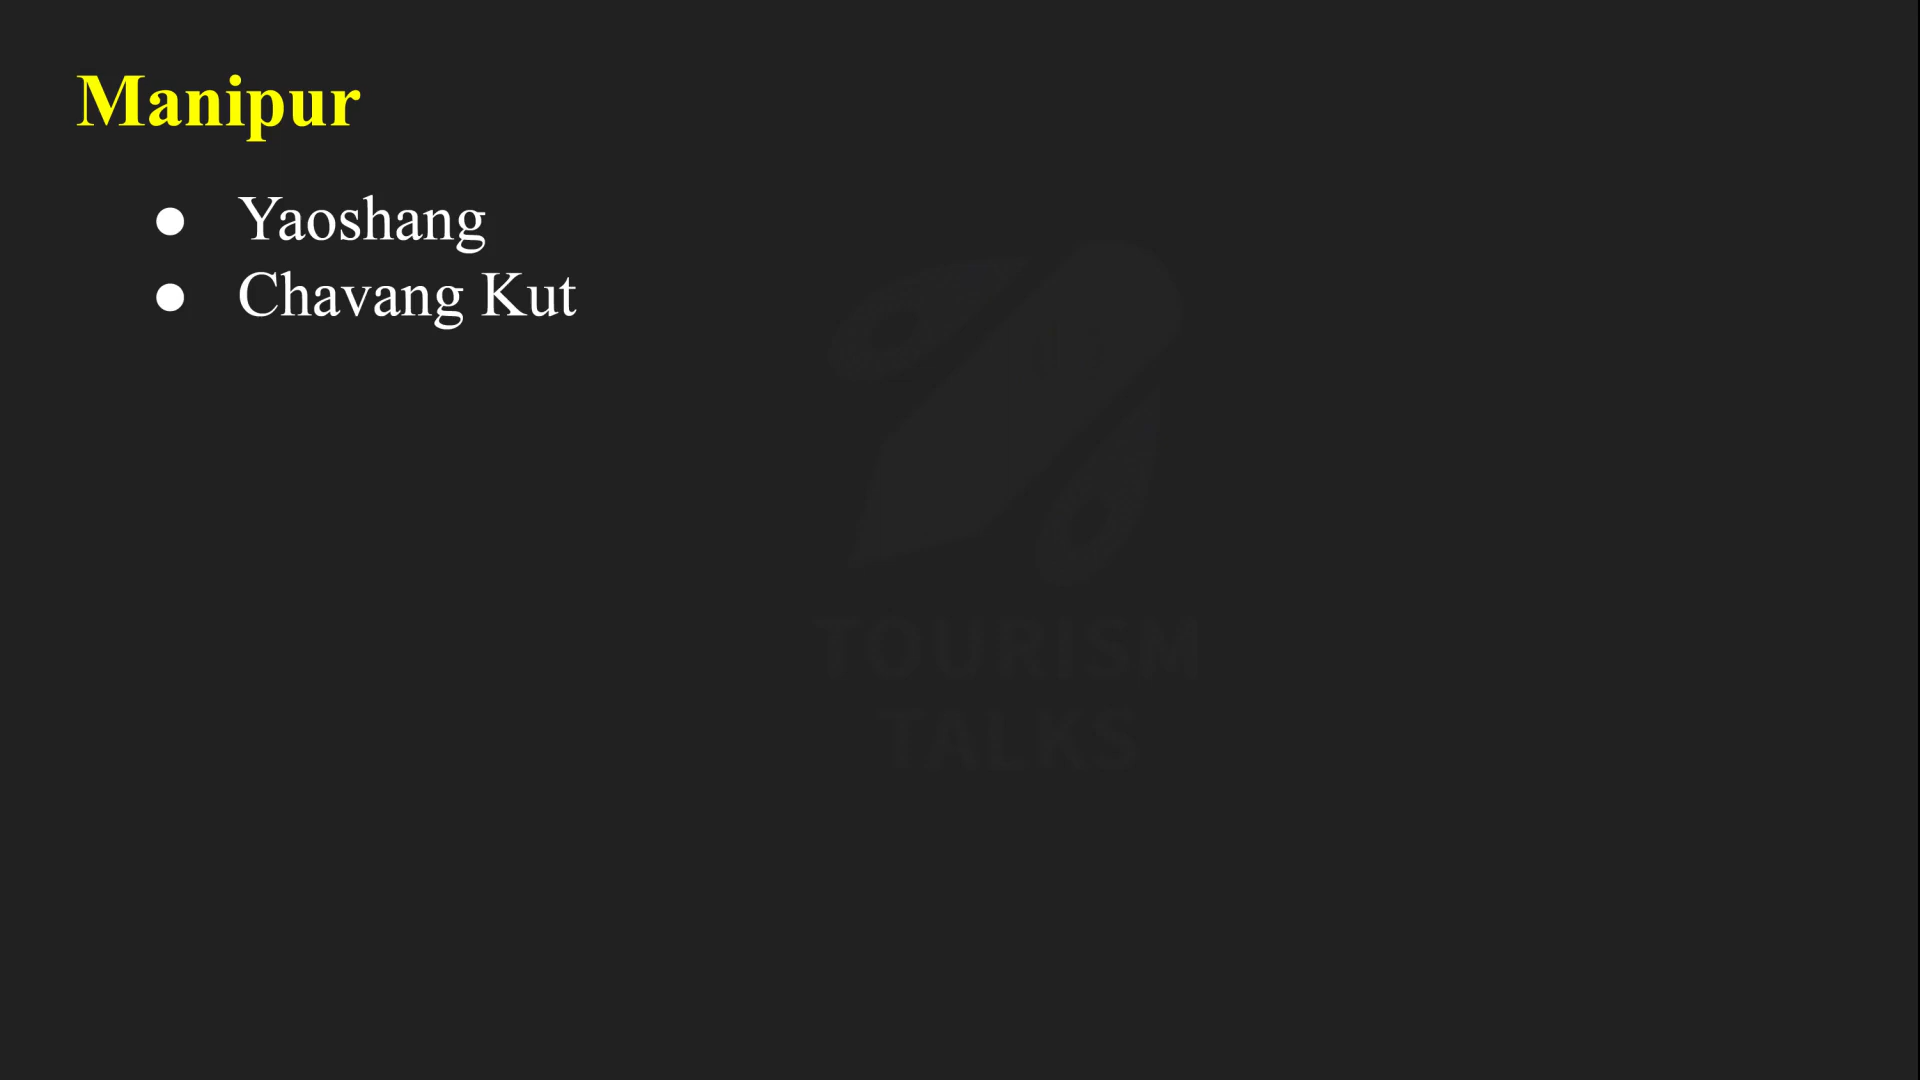 Manipur
● Yaoshang
● Chavang Kut
TOURISM
TALKS